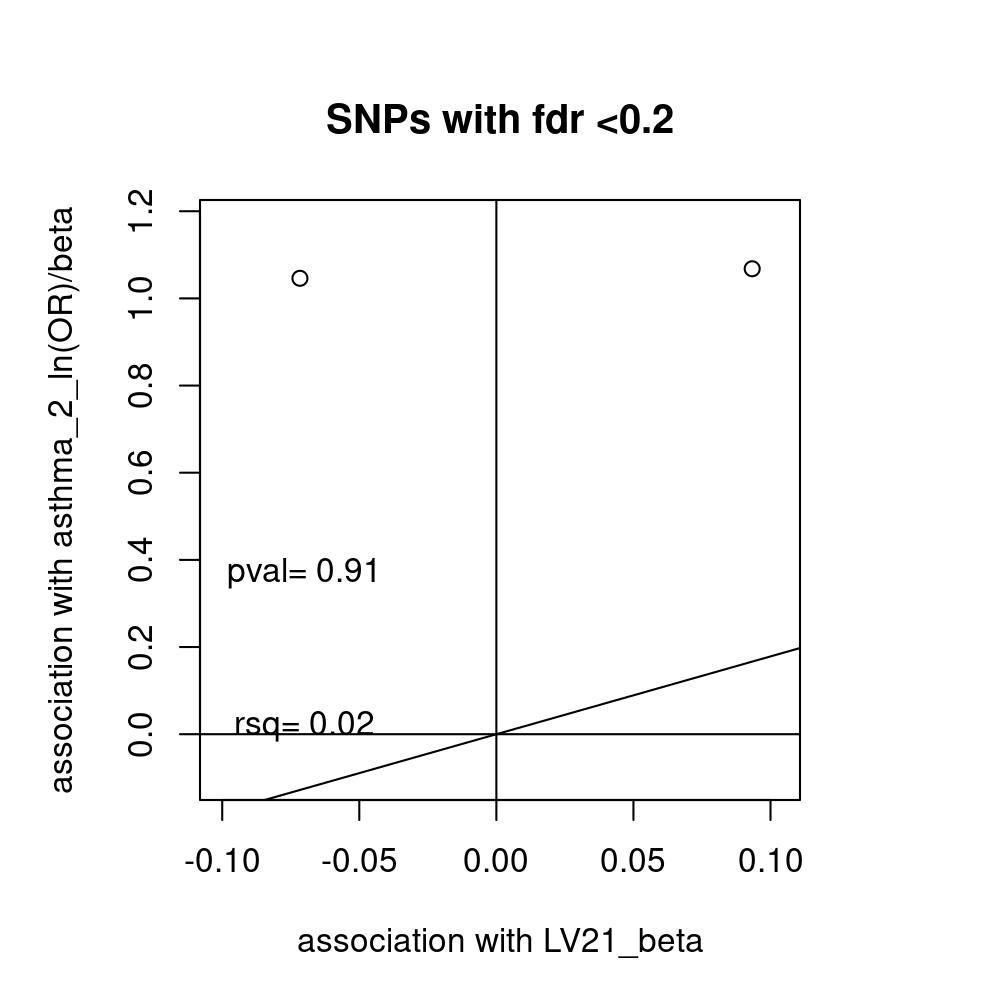 SNPs with fdr <0.2
association with asthma_2_ln(OR)/beta
1.2
1.0
0.8
0.6
0.4
0.2
0.0
pval= 0.91
rsq= 0.02
-0.10 -0.05 0.00 0.05 0.10
association with LV21_beta